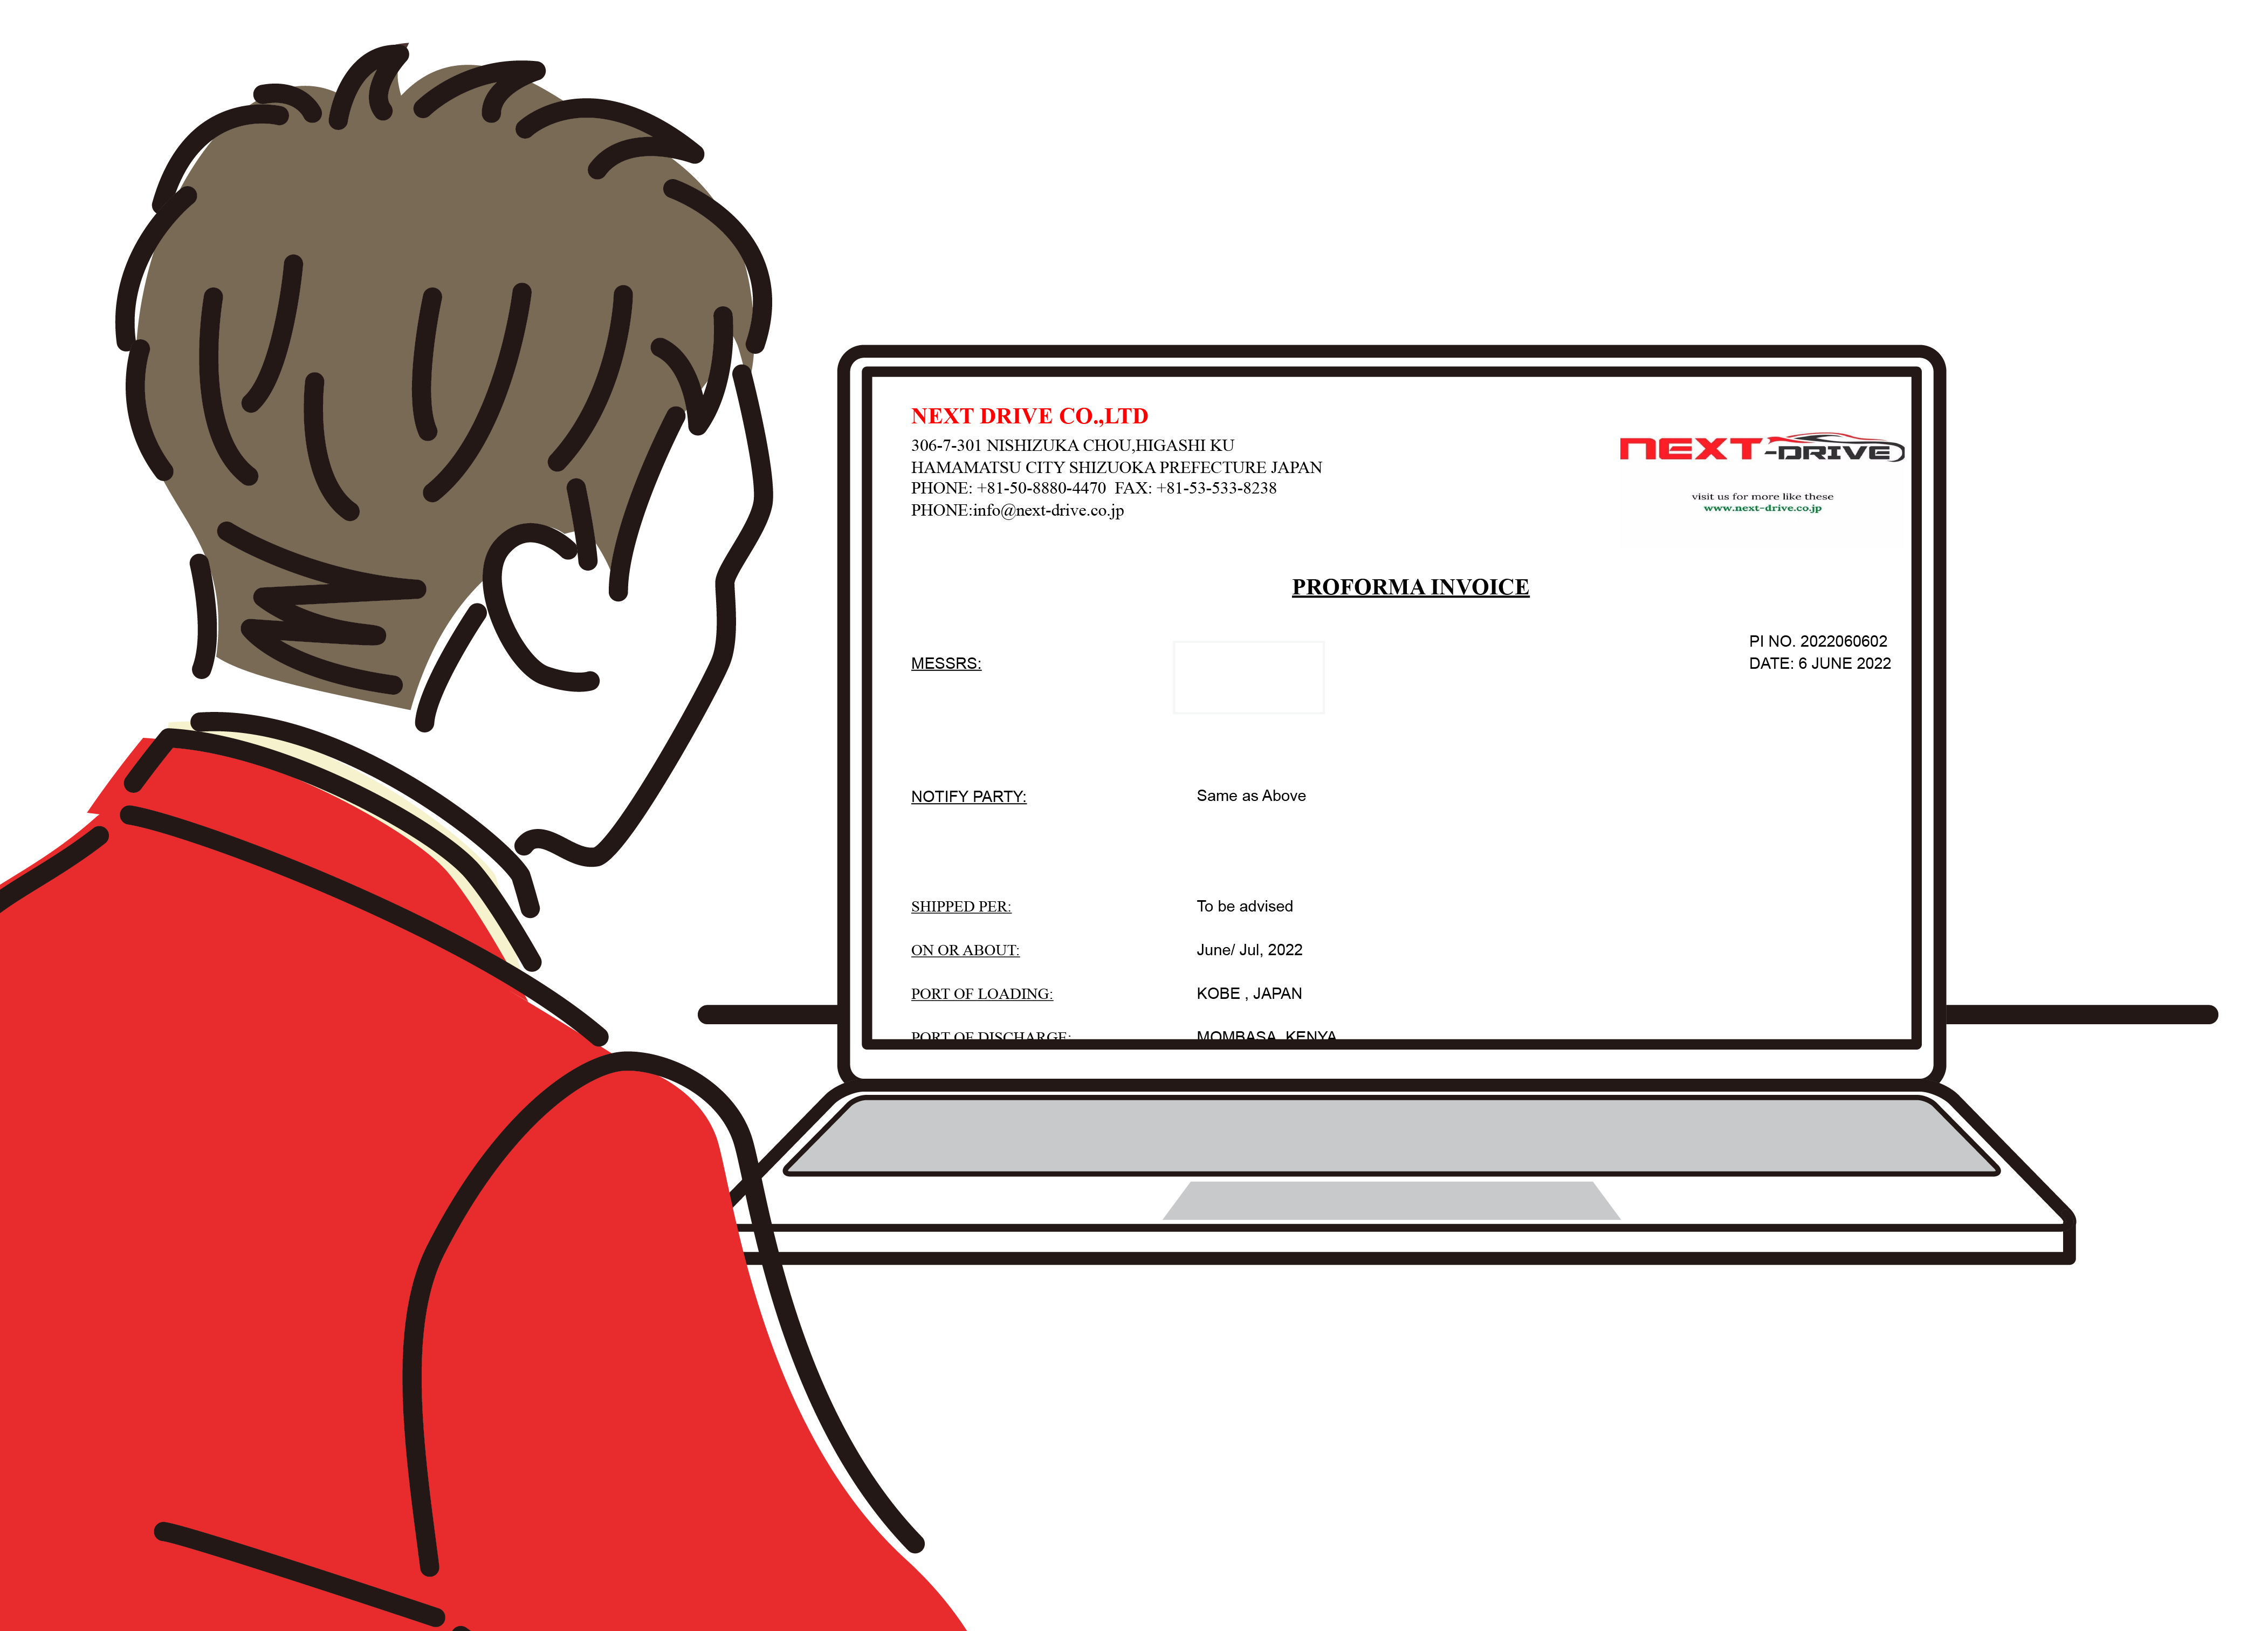 NEXT DRIVE CO.,LTD
306-7-301 NISHIZUKA CHOU,HIGASHI KU
HAMAMATSU CITY SHIZUOKA PREFECTURE JAPAN
PHONE: +81-50-8880-4470 FAX: +81-53-533-8238
PHONE:info@next-drive.co.jp
NEXT-DRIVE
visit us for more like these
www.next-drive.co.jp
PROFORMA INVOICE
PI NO. 2022060602
MESSRS:
DATE: 6 JUNE 2022
NOTIFY PARTY: Same as Above
SHIPPED PER: To be advised
ON OR ABOUT: June/ Jul, 2022
PORT OF LOADING: KOBE , JAPAN
PORT OF DISCHARGE: MOMBASA, KENYA